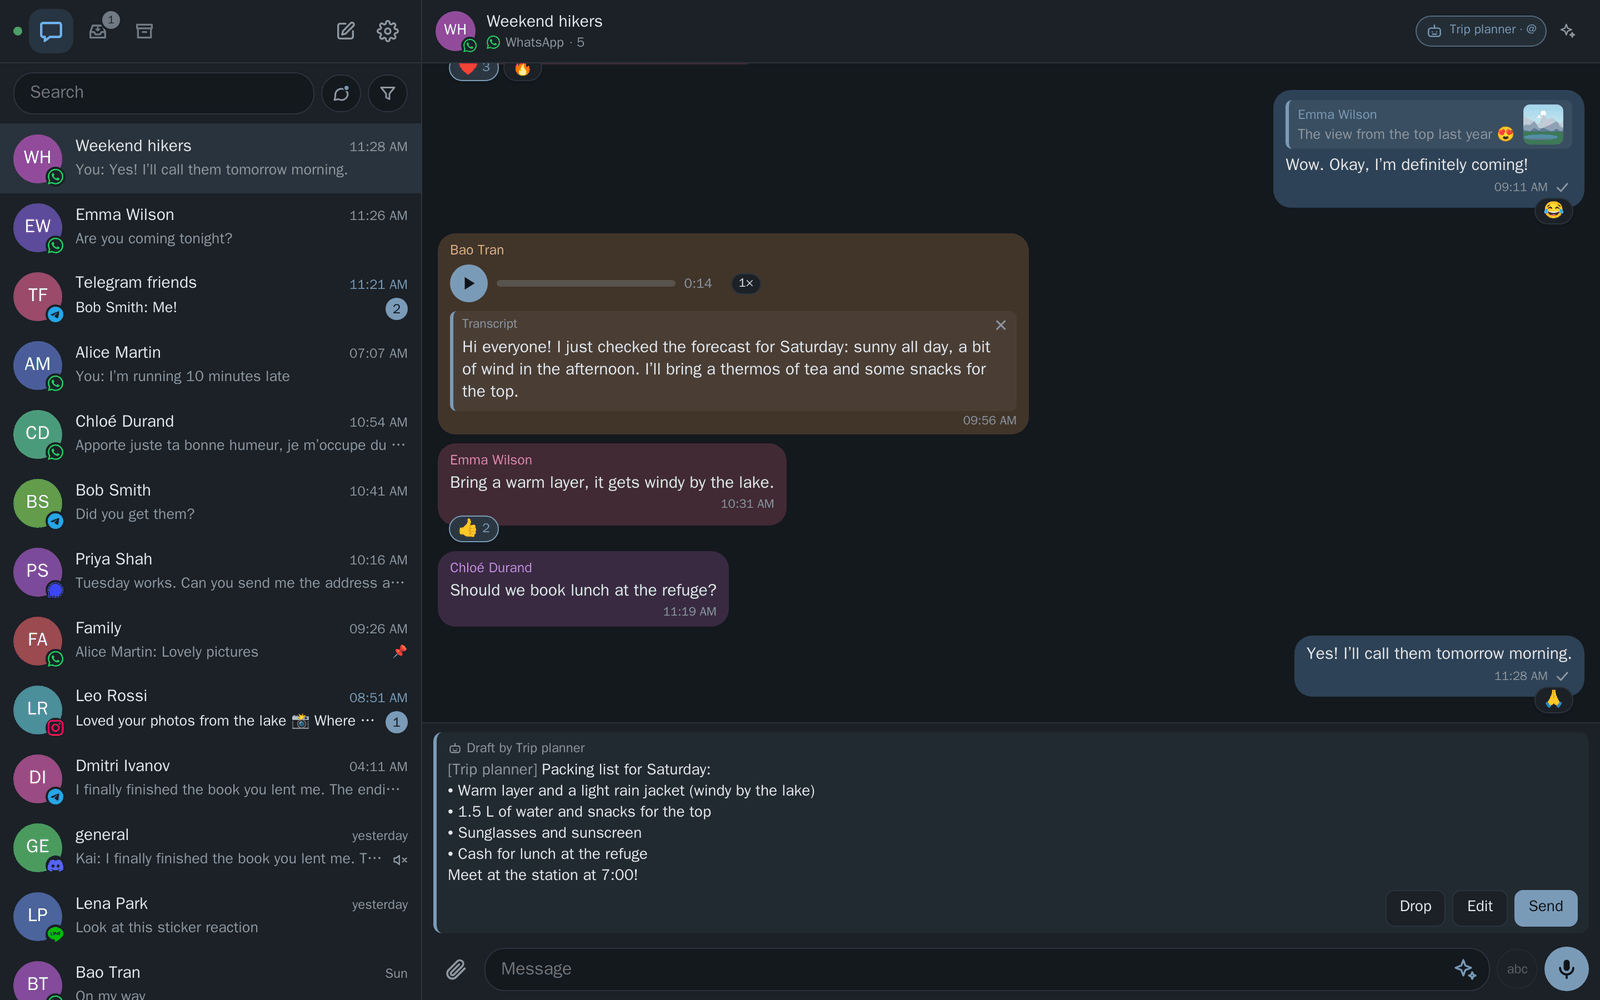 1
Search
WH
Weekend hikers
11:28 AM
You: Yes! I'll call them tomorrow morning.
EW
Emma Wilson
11:26 AM
Are you coming tonight?
TF
Telegram friends
11:21 AM
Bob Smith: Me!
2
AM
Alice Martin
07:07 AM
You: I'm running 10 minutes late
CD
Chloé Durand
10:54 AM
Apporte juste ta bonne humeur, je m'occupe du ···
BS
Bob Smith
10:41 AM
Did you get them?
PS
Priya Shah
10:16 AM
Tuesday works. Can you send me the address a···
FA
Family
09:26 AM
Alice Martin: Lovely pictures
LR
Leo Rossi
08:51 AM
Loved your photos from the lake 📸 Where ···
1
DI
Dmitri Ivanov
04:11 AM
I finally finished the book you lent me. The endi···
GE
general
yesterday
Kai: I finally finished the book you lent me. T···
LP
Lena Park
yesterday
Look at this sticker reaction
BT
Bao Tran
Sun
On my way
WH
Weekend hikers
WhatsApp · 5
Trip planner · @
3
Emma Wilson
The view from the top last year 😍
Wow. Okay, I'm definitely coming!
09:11 AM
Bao Tran
0:14
1×
Transcript
Hi everyone! I just checked the forecast for Saturday: sunny all day, a bit
of wind in the afternoon. I'll bring a thermos of tea and some snacks for
the top.
09:56 AM
Emma Wilson
Bring a warm layer, it gets windy by the lake.
10:31 AM
2
Chloé Durand
Should we book lunch at the refuge?
11:19 AM
Yes! I'll call them tomorrow morning.
11:28 AM
Draft by Trip planner
[Trip planner] Packing list for Saturday:
• Warm layer and a light rain jacket (windy by the lake)
• 1.5 L of water and snacks for the top
• Sunglasses and sunscreen
• Cash for lunch at the refuge
Meet at the station at 7:00!
Drop
Edit
Send
Message
abc